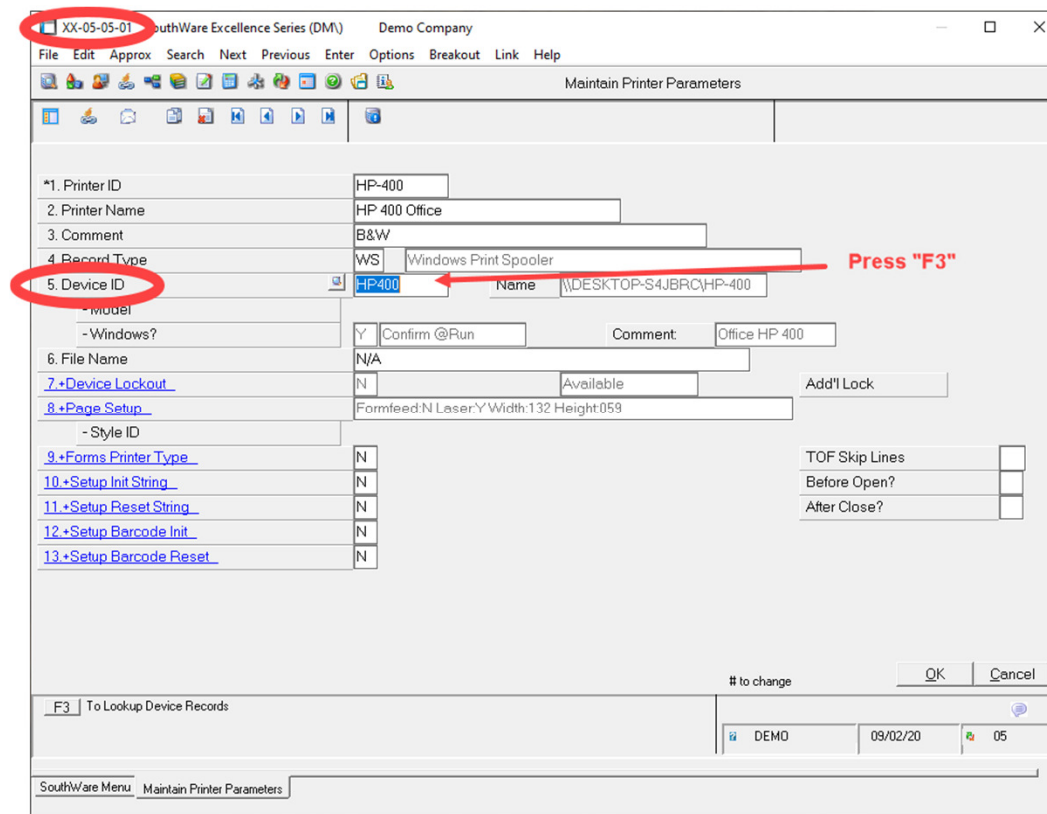 XX-05-05-01 outhWare Excellence Series (DM\) Demo Company
File Edit Approx Search Next Previous Enter Options Breakout Link Help
Maintain Printer Parameters
*1. Printer ID HP-400
2. Printer Name HP 400 Office
3. Comment B&W
4. Record Type WS Windows Print Spooler
Press "F3"
5. Device ID HP400 Name \\DESKTOP-S4JBRC\HP-400
- Model
- Windows? Y Confirm @Run Comment: Office HP 400
6. File Name N/A
7.+Device Lockout N Available Add'l Lock
8.+Page Setup Formfeed:N Laser:Y Width:132 Height:059
- Style ID
9.+Forms Printer Type N TOF Skip Lines
10.+Setup Init String N Before Open?
11.+Setup Reset String N After Close?
12.+Setup Barcode Init N
13.+Setup Barcode Reset N
# to change OK Cancel
F3 To Lookup Device Records
DEMO 09/02/20 05
SouthWare Menu Maintain Printer Parameters